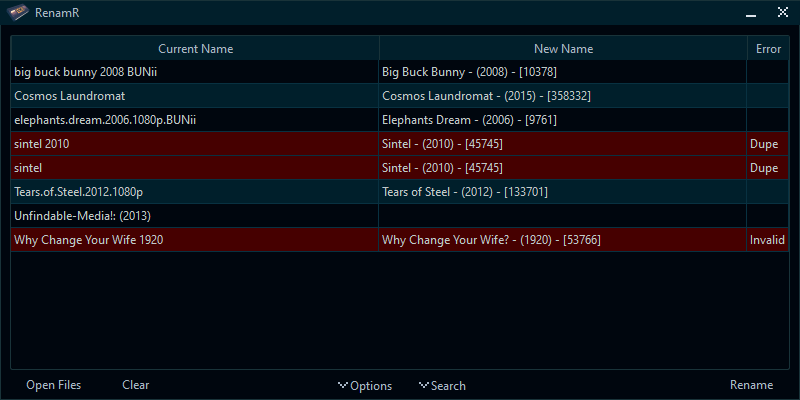 RenamR
Current Name New Name Error
big buck bunny 2008 BUNii Big Buck Bunny - (2008) - [10378]
Cosmos Laundromat Cosmos Laundromat - (2015) - [358332]
elephants.dream.2006.1080p.BUNii Elephants Dream - (2006) - [9761]
sintel 2010 Sintel - (2010) - [45745] Dupe
sintel Sintel - (2010) - [45745] Dupe
Tears.of.Steel.2012.1080p Tears of Steel - (2012) - [133701]
Unfindable-Media!: (2013)
Why Change Your Wife 1920 Why Change Your Wife? - (1920) - [53766] Invalid
Open Files Clear Options Search Rename